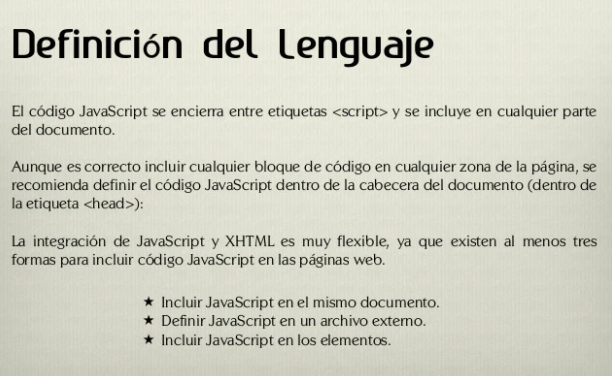 Definición del Lenguaje
El código JavaScript se encierra entre etiquetas <script> y se incluye en cualquier parte
del documento.
Aunque es correcto incluir cualquier bloque de código en cualquier zona de la página, se
recomienda definir el código JavaScript dentro de la cabecera del documento (dentro de
la etiqueta <head>):
La integración de JavaScript y XHTML es muy flexible, ya que existen al menos tres
formas para incluir código JavaScript en las páginas web.
★ Incluir JavaScript en el mismo documento.
★ Definir JavaScript en un archivo externo.
★ Incluir JavaScript en los elementos.